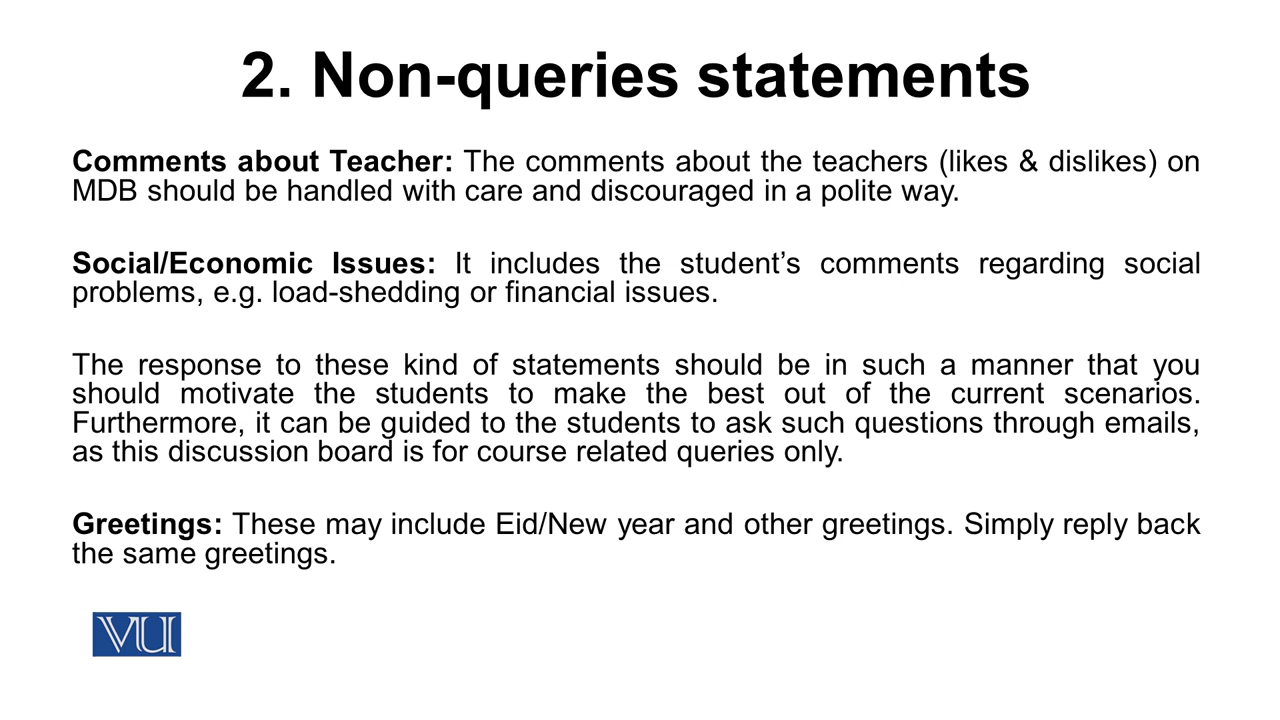 2. Non-queries statements
Comments about Teacher: The comments about the teachers (likes & dislikes) on
MDB should be handled with care and discouraged in a polite way.
Social/Economic Issues: It includes the student’s comments regarding social
problems, e.g. load-shedding or financial issues.
The response to these kind of statements should be in such a manner that you
should motivate the students to make the best out of the current scenarios.
Furthermore, it can be guided to the students to ask such questions through emails,
as this discussion board is for course related queries only.
Greetings: These may include Eid/New year and other greetings. Simply reply back
the same greetings.
VU